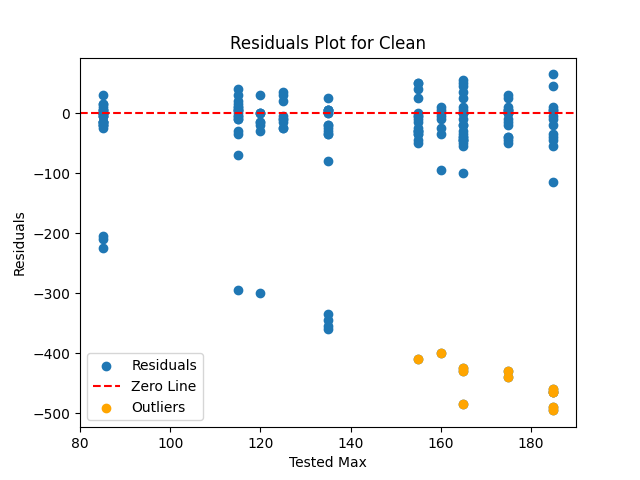 Residuals Plot for Clean
Residuals
0
−100
−200
−300
−400
−500
Residuals
Zero Line
Outliers
80 100 120 140 160 180
Tested Max